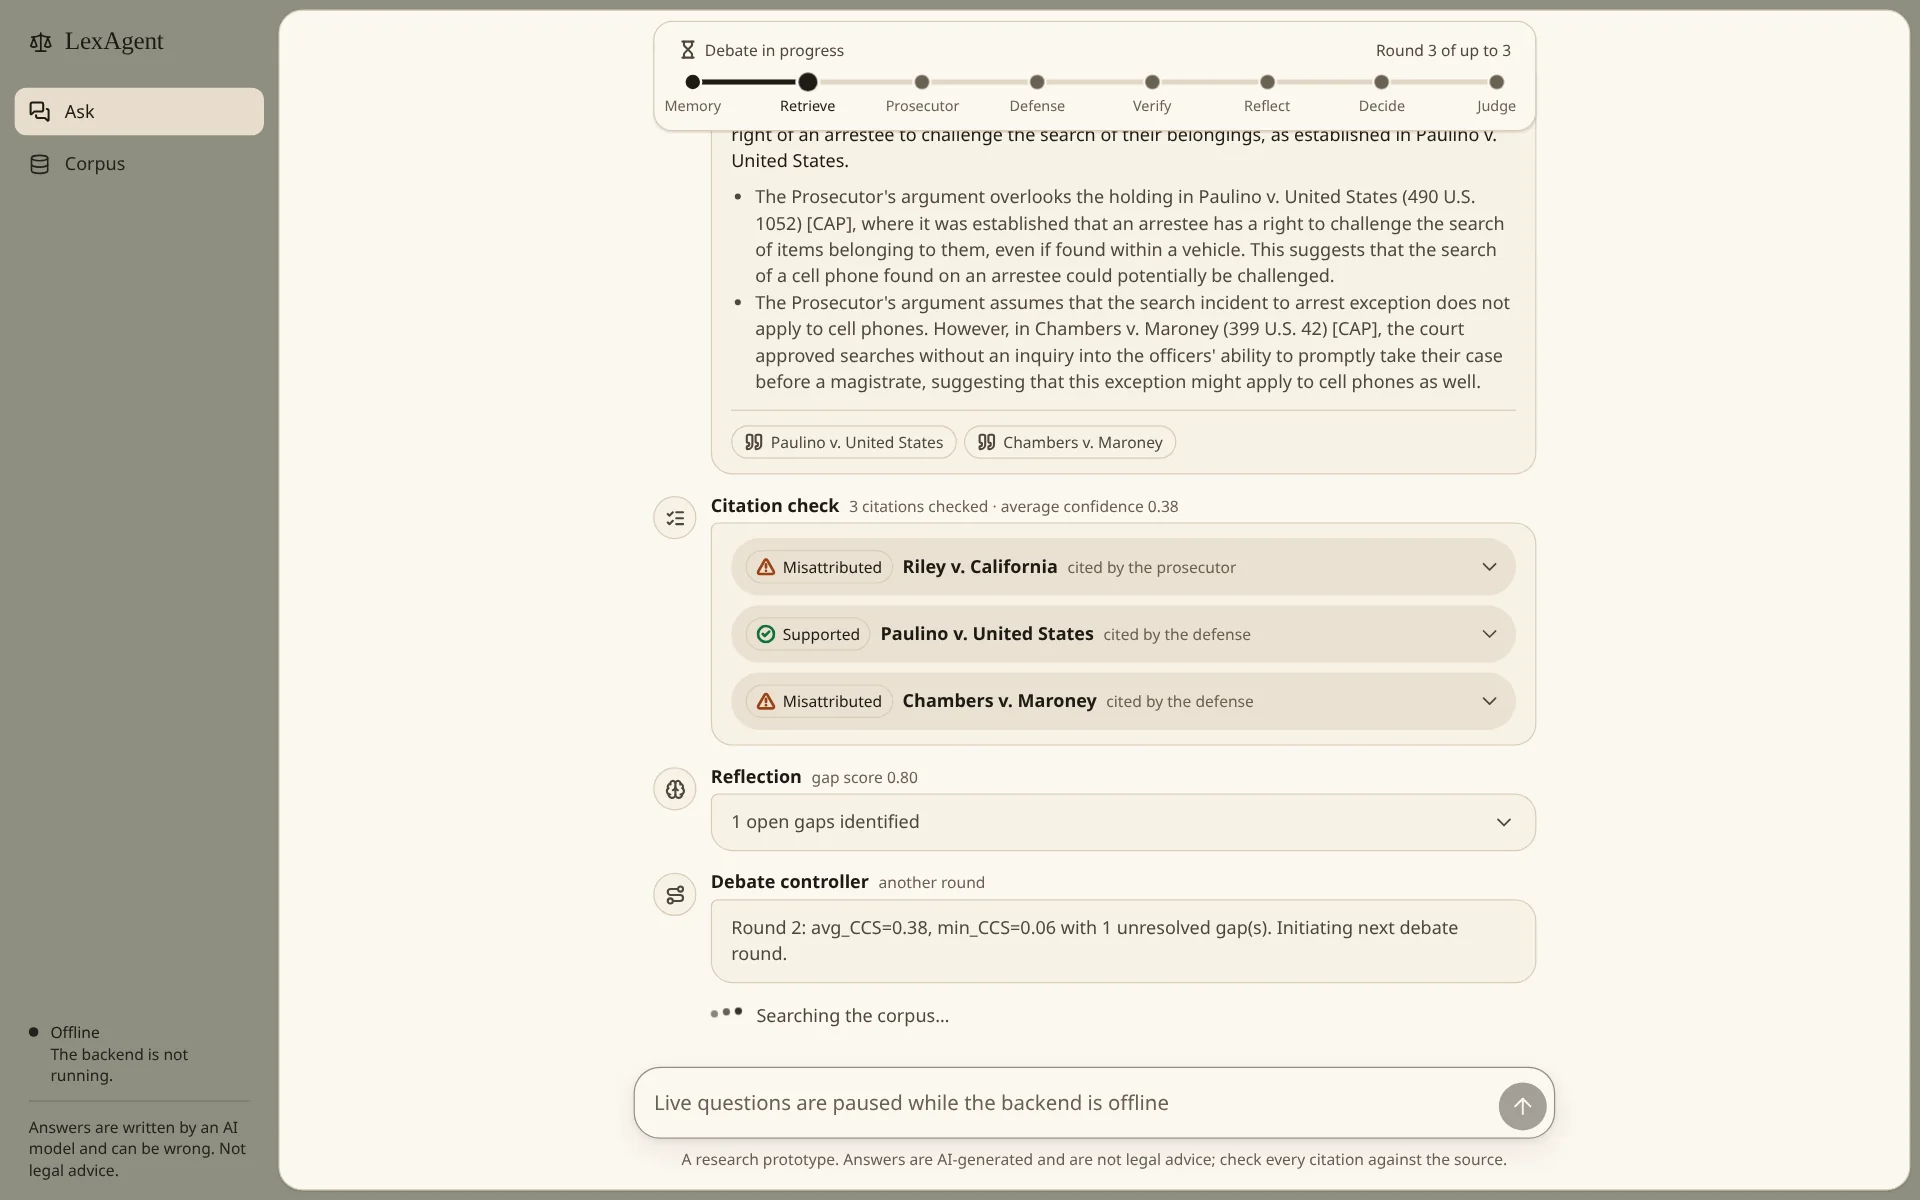 LexAgent
Ask
Corpus
Offline
The backend is not
running.
Answers are written by an AI
model and can be wrong. Not
legal advice.
Debate in progress
Round 3 of up to 3
Memory
Retrieve
Prosecutor
Defense
Verify
Reflect
Decide
Judge
right of an arrestee to challenge the search of their belongings, as established in Paulino v.
United States.
• The Prosecutor's argument overlooks the holding in Paulino v. United States (490 U.S.
1052) [CAP], where it was established that an arrestee has a right to challenge the search
of items belonging to them, even if found within a vehicle. This suggests that the search
of a cell phone found on an arrestee could potentially be challenged.
• The Prosecutor's argument assumes that the search incident to arrest exception does not
apply to cell phones. However, in Chambers v. Maroney (399 U.S. 42) [CAP], the court
approved searches without an inquiry into the officers' ability to promptly take their case
before a magistrate, suggesting that this exception might apply to cell phones as well.
Paulino v. United States
Chambers v. Maroney
Citation check 3 citations checked · average confidence 0.38
Misattributed Riley v. California cited by the prosecutor
Supported Paulino v. United States cited by the defense
Misattributed Chambers v. Maroney cited by the defense
Reflection gap score 0.80
1 open gaps identified
Debate controller another round
Round 2: avg_CCS=0.38, min_CCS=0.06 with 1 unresolved gap(s). Initiating next debate
round.
Searching the corpus...
Live questions are paused while the backend is offline
A research prototype. Answers are AI-generated and are not legal advice; check every citation against the source.